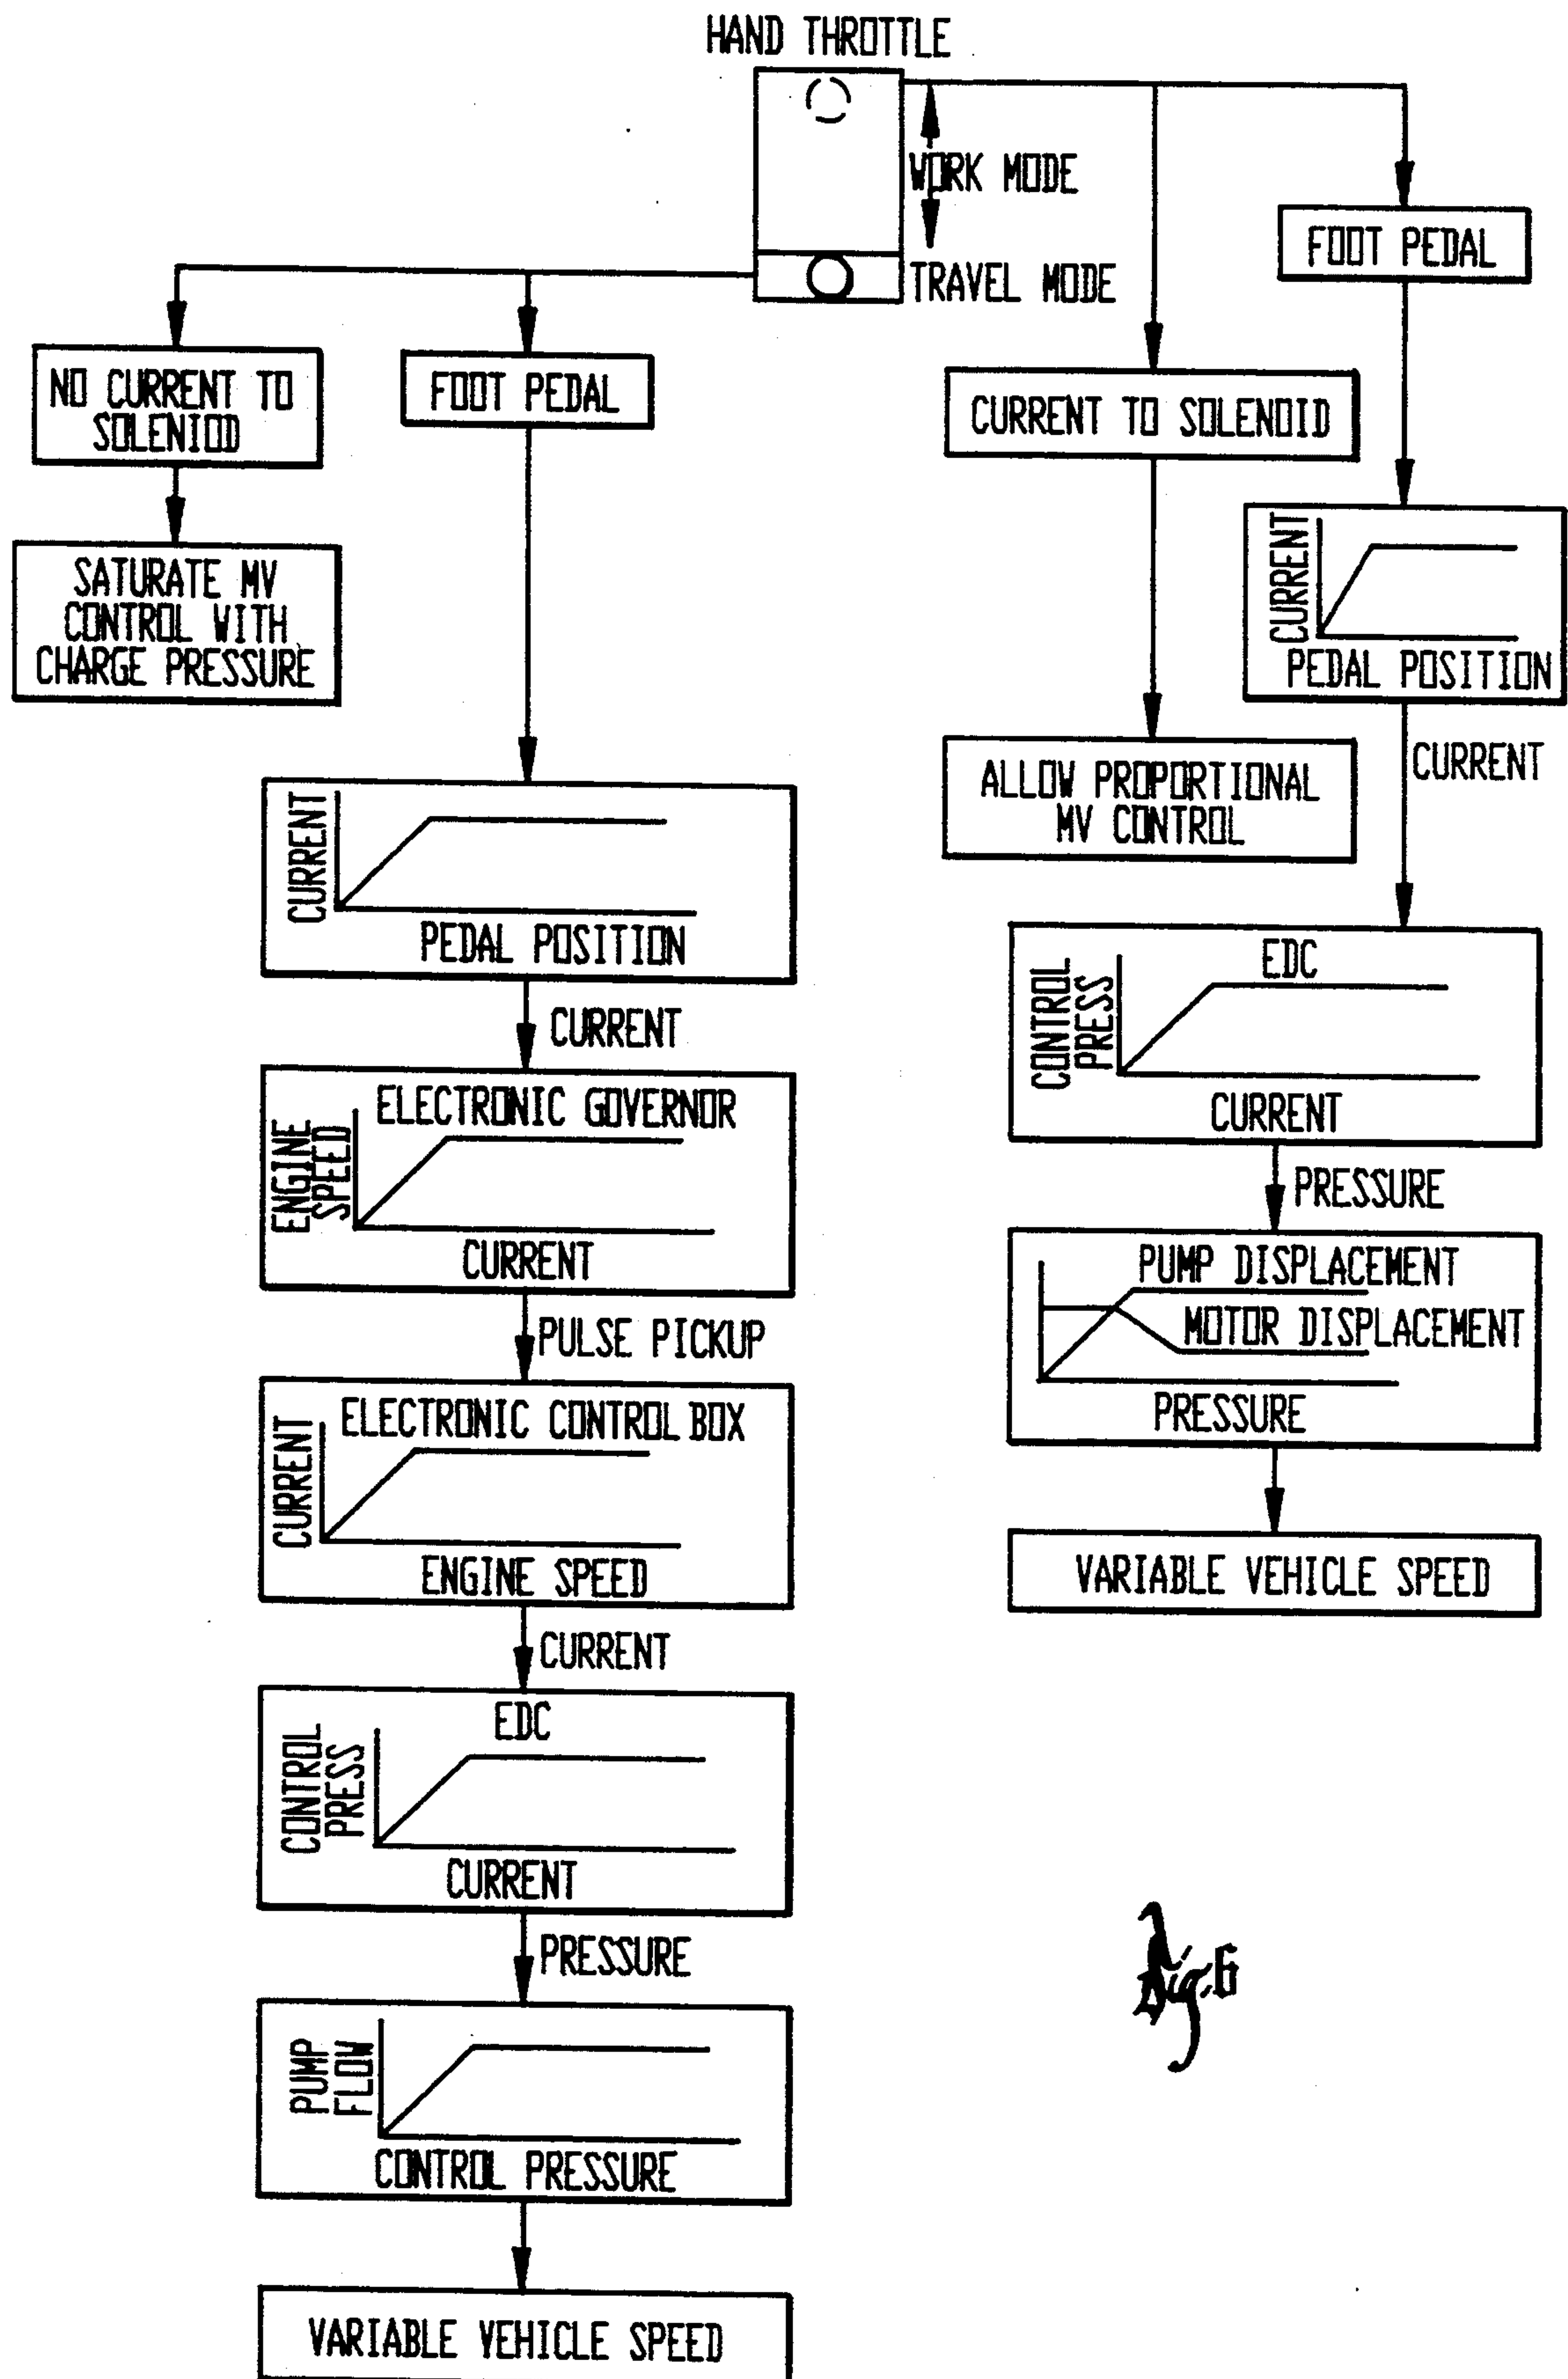 HAND THROTTLE
WORK MODE
TRAVEL MODE
NO CURRENT TO
SOLENIOD
SATURATE MV
CONTROL WITH
CHARGE PRESSURE
FOOT PEDAL
CURRENT
PEDAL POSITION
CURRENT
ELECTRONIC GOVERNOR
ENGINE
SPEED
CURRENT
PULSE PICKUP
ELECTRONIC CONTROL BOX
CURRENT
ENGINE SPEED
CURRENT
EDC
CONTROL
PRESS
CURRENT
PRESSURE
PUMP
FLOW
CONTROL PRESSURE
VARIABLE VEHICLE SPEED
CURRENT TO SOLENOID
ALLOW PROPORTIONAL
MV CONTROL
FOOT PEDAL
CURRENT
PEDAL POSITION
CURRENT
EDC
CONTROL
PRESS
CURRENT
PRESSURE
PUMP DISPLACEMENT
MOTOR DISPLACEMENT
PRESSURE
VARIABLE VEHICLE SPEED
Fig. 6